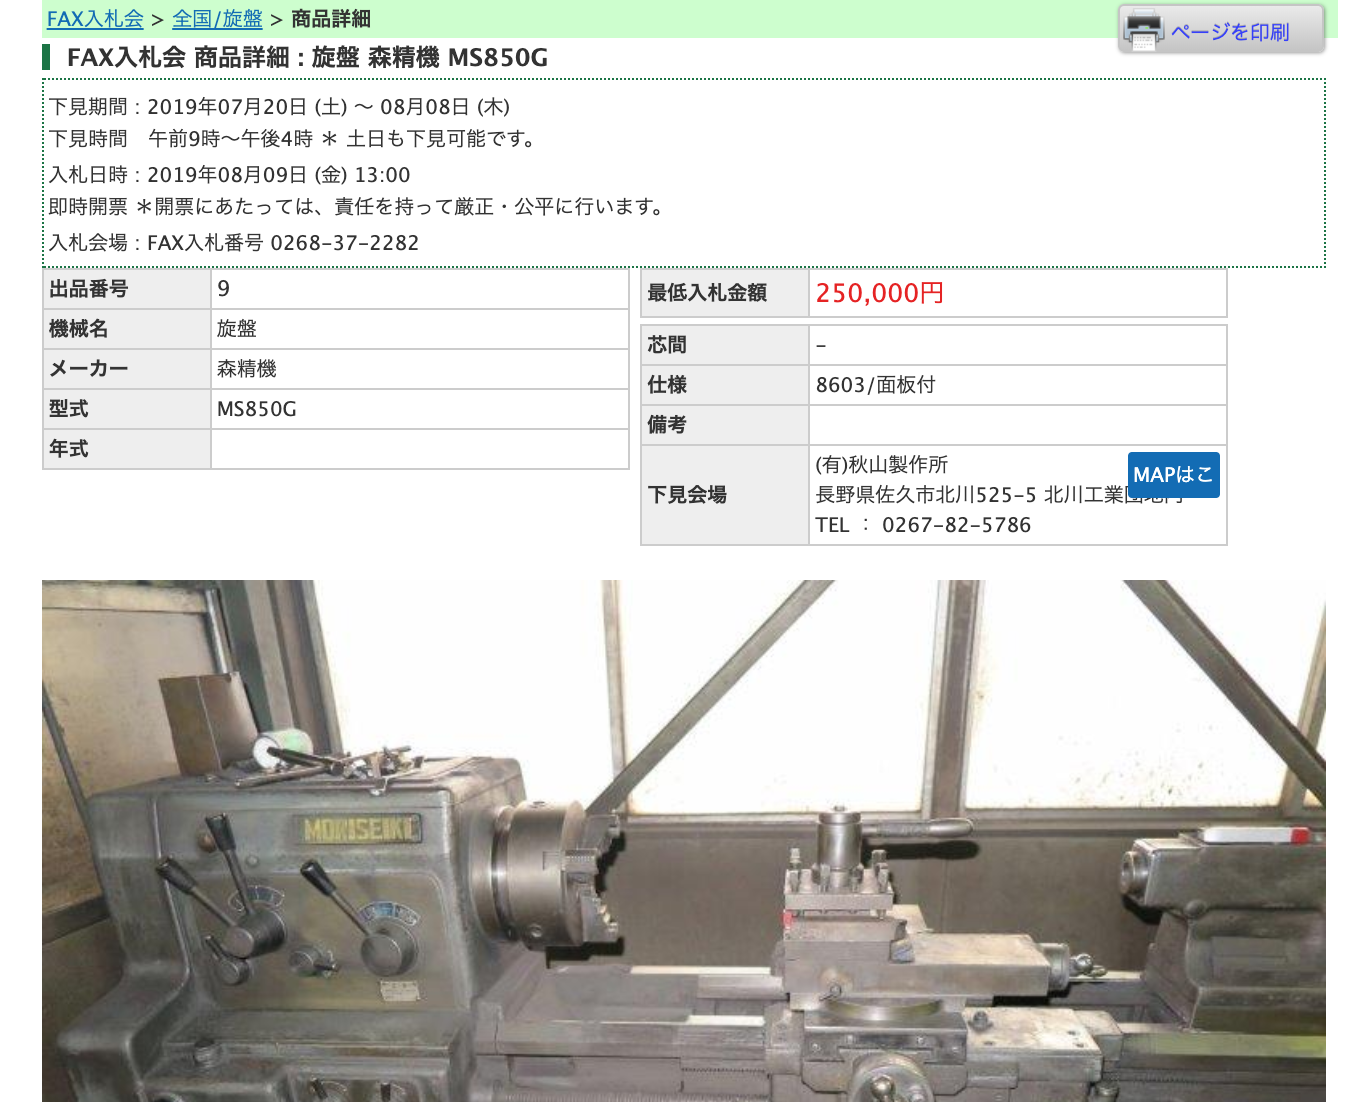 FAX入札会 > 全国/旋盤 > 商品詳細
ページを印刷
FAX入札会 商品詳細 : 旋盤 森精機 MS850G
下見期間 : 2019年07月20日 (土) ～ 08月08日 (木)
下見時間　午前9時～午後4時 ＊ 土日も下見可能です。
入札日時 : 2019年08月09日 (金) 13:00
即時開票 ＊開票にあたっては、責任を持って厳正・公平に行います。
入札会場 : FAX入札番号 0268-37-2282
出品番号 9
機械名 旋盤
メーカー 森精機
型式 MS850G
年式
最低入札金額 250,000円
芯間 -
仕様 8603/面板付
備考
下見会場
(有)秋山製作所
長野県佐久市北川525-5 北川工業団地内
TEL ： 0267-82-5786
MAPはこ
MORISEIKI